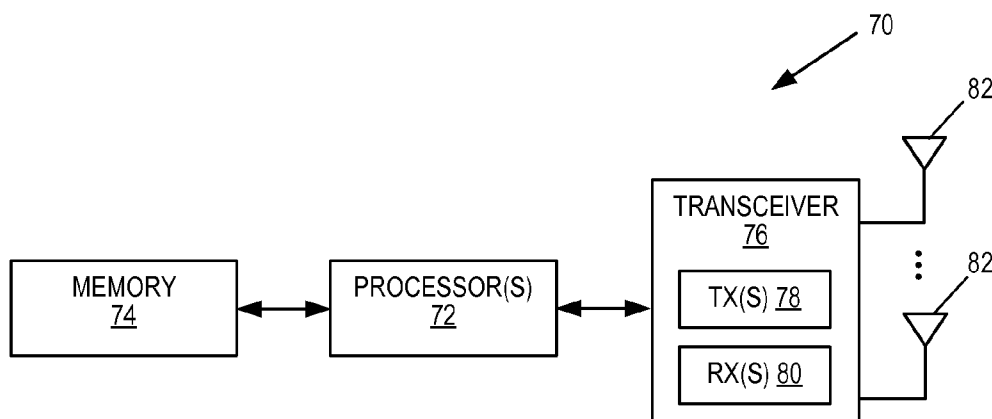 70
82
TRANSCEIVER
76
82
MEMORY
74
PROCESSOR(S)
72
TX(S) 78
RX(S) 80